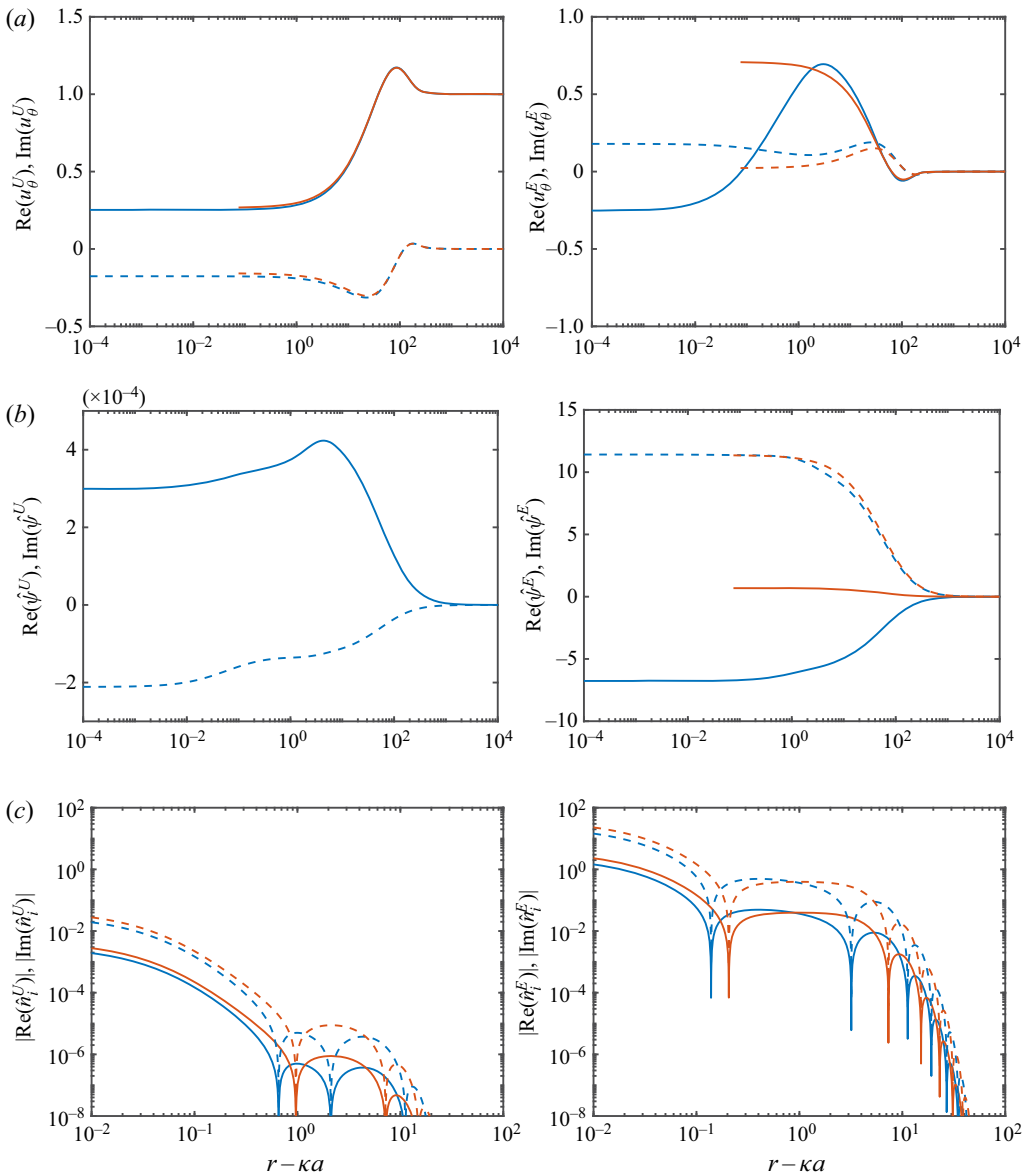 (a)
1.5
1.0
0.5
0
−0.5
Re(u_θ^U), Im(u_θ^U)
10^−4 10^−2 10^0 10^2 10^4
1.0
0.5
0
−0.5
−1.0
Re(u_θ^E), Im(u_θ^E)
10^−4 10^−2 10^0 10^2 10^4
(b)
(×10^−4)
4
2
0
−2
Re(ψ̂^U), Im(ψ̂^U)
10^−4 10^−2 10^0 10^2 10^4
15
10
5
0
−5
−10
Re(ψ̂^E), Im(ψ̂^E)
10^−4 10^−2 10^0 10^2 10^4
(c)
10^2
10^0
10^−2
10^−4
10^−6
10^−8
|Re(n̂_i^U)|, |Im(n̂_i^U)|
10^−2 10^−1 10^0 10^1 10^2
r − κa
10^2
10^0
10^−2
10^−4
10^−6
10^−8
|Re(n̂_i^E)|, |Im(n̂_i^E)|
10^−2 10^−1 10^0 10^1 10^2
r − κa